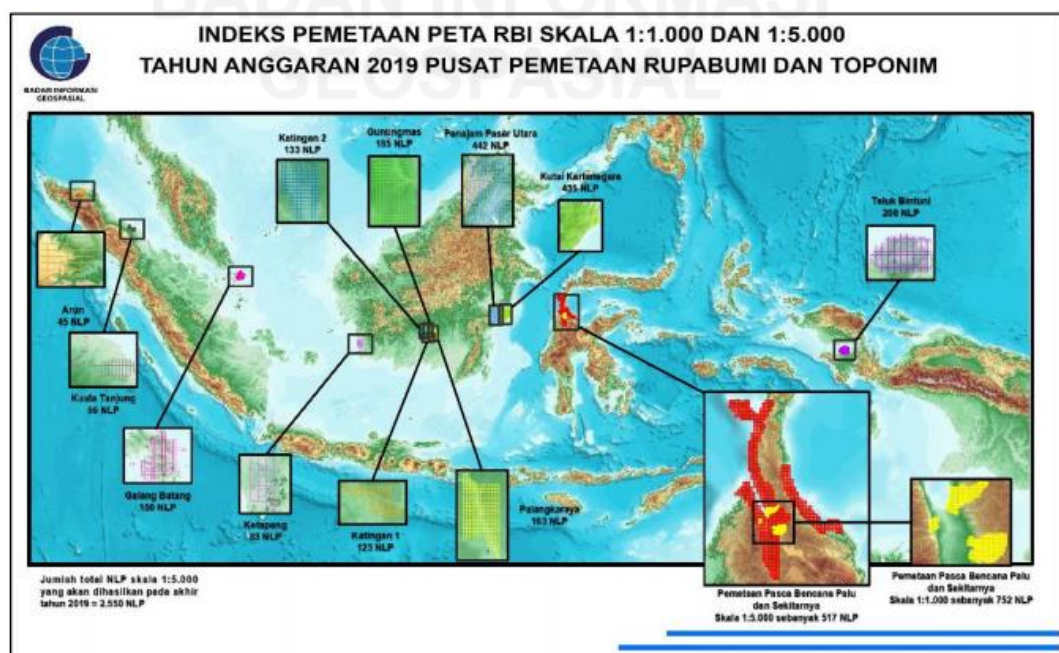 BADAN INFORMASI
GEOSPASIAL
INDEKS PEMETAAN PETA RBI SKALA 1:1.000 DAN 1:5.000
TAHUN ANGGARAN 2019 PUSAT PEMETAAN RUPABUMI DAN TOPONIM
BADAN INFORMASI
GEOSPASIAL
Katingan 2
133 NLP
Gunungmas
185 NLP
Penajam Paser Utara
442 NLP
Kutai Kartanegara
435 NLP
Teluk Bintuni
208 NLP
Arun
45 NLP
Kuala Tanjung
56 NLP
Galang Batang
150 NLP
Ketapang
83 NLP
Katingan 1
123 NLP
Palangkaraya
163 NLP
Jumlah total NLP skala 1:5.000
yang akan dihasilkan pada akhir
tahun 2019 = 2.550 NLP
Pemetaan Pasca Bencana Palu
dan Sekitarnya
Skala 1:5.000 sebanyak 517 NLP
Pemetaan Pasca Bencana Palu
dan Sekitarnya
Skala 1:1.000 sebanyak 752 NLP